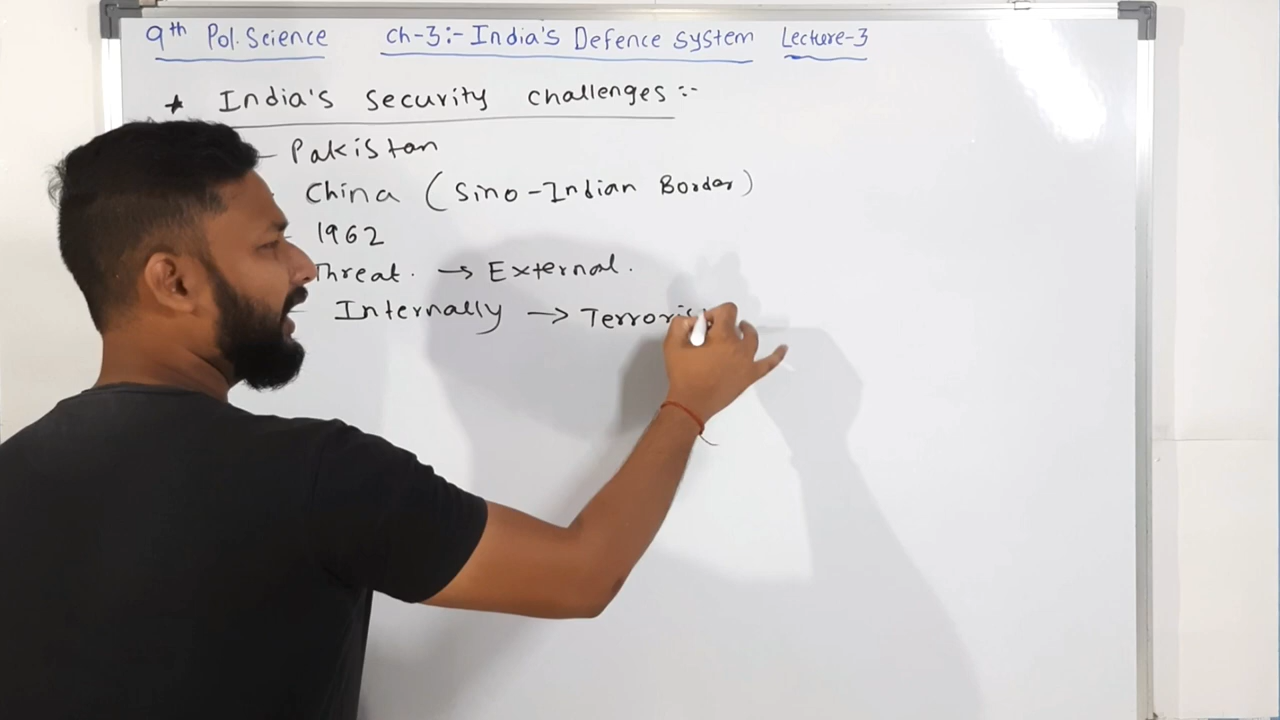 9th Pol. Science Ch-3:- India's Defence system Lecture-3
* India's security challenges:-
- Pakistan
- China (Sino-Indian Border)
- 1962
Threat. → External.
- Internally → Terroris